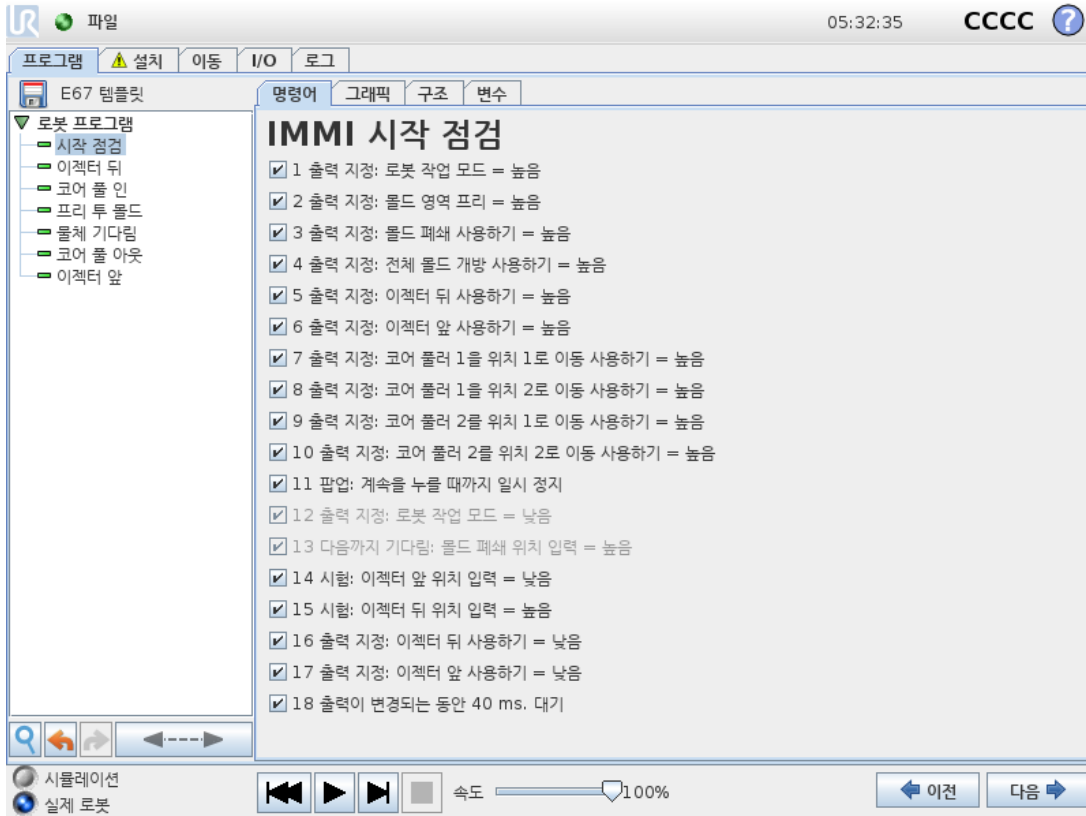 UR 파일 05:32:35 CCCC ?
프로그램 설치 이동 I/O 로그
E67 템플릿
명령어 그래픽 구조 변수
로봇 프로그램
시작 점검
이젝터 뒤
코어 풀 인
프리 투 몰드
물체 기다림
코어 풀 아웃
이젝터 앞
IMMI 시작 점검
1 출력 지정: 로봇 작업 모드 = 높음
2 출력 지정: 몰드 영역 프리 = 높음
3 출력 지정: 몰드 폐쇄 사용하기 = 높음
4 출력 지정: 전체 몰드 개방 사용하기 = 높음
5 출력 지정: 이젝터 뒤 사용하기 = 높음
6 출력 지정: 이젝터 앞 사용하기 = 높음
7 출력 지정: 코어 풀러 1을 위치 1로 이동 사용하기 = 높음
8 출력 지정: 코어 풀러 1을 위치 2로 이동 사용하기 = 높음
9 출력 지정: 코어 풀러 2를 위치 1로 이동 사용하기 = 높음
10 출력 지정: 코어 풀러 2를 위치 2로 이동 사용하기 = 높음
11 팝업: 계속을 누를 때까지 일시 정지
12 출력 지정: 로봇 작업 모드 = 낮음
13 다음까지 기다림: 몰드 폐쇄 위치 입력 = 높음
14 시험: 이젝터 앞 위치 입력 = 낮음
15 시험: 이젝터 뒤 위치 입력 = 높음
16 출력 지정: 이젝터 뒤 사용하기 = 낮음
17 출력 지정: 이젝터 앞 사용하기 = 낮음
18 출력이 변경되는 동안 40 ms. 대기
시뮬레이션
실제 로봇
속도 100%
이전 다음